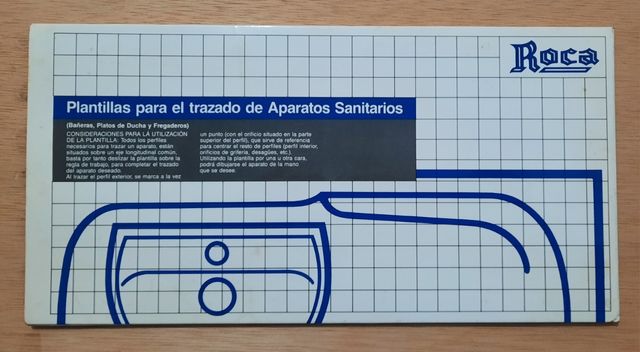 Roca
Plantillas para el trazado de Aparatos Sanitarios
(Bañeras, Platos de Ducha y Fregaderos)
CONSIDERACIONES PARA LA UTILIZACIÓN
DE LA PLANTILLA: Todos los perfiles
necesarios para trazar un aparato, están
situados sobre un eje longitudinal común,
basta por tanto deslizar la plantilla sobre la
regla de trabajo, para completar el trazado
del aparato deseado.
Al trazar el perfil exterior, se marca a la vez
un punto (con el orificio situado en la parte
superior del perfil), que sirve de referencia
para centrar el resto de perfiles (perfil interior,
orificios de grifería, desagües, etc.).
Utilizando la plantilla por una u otra cara,
podrá dibujarse el aparato de la mano
que se desee.